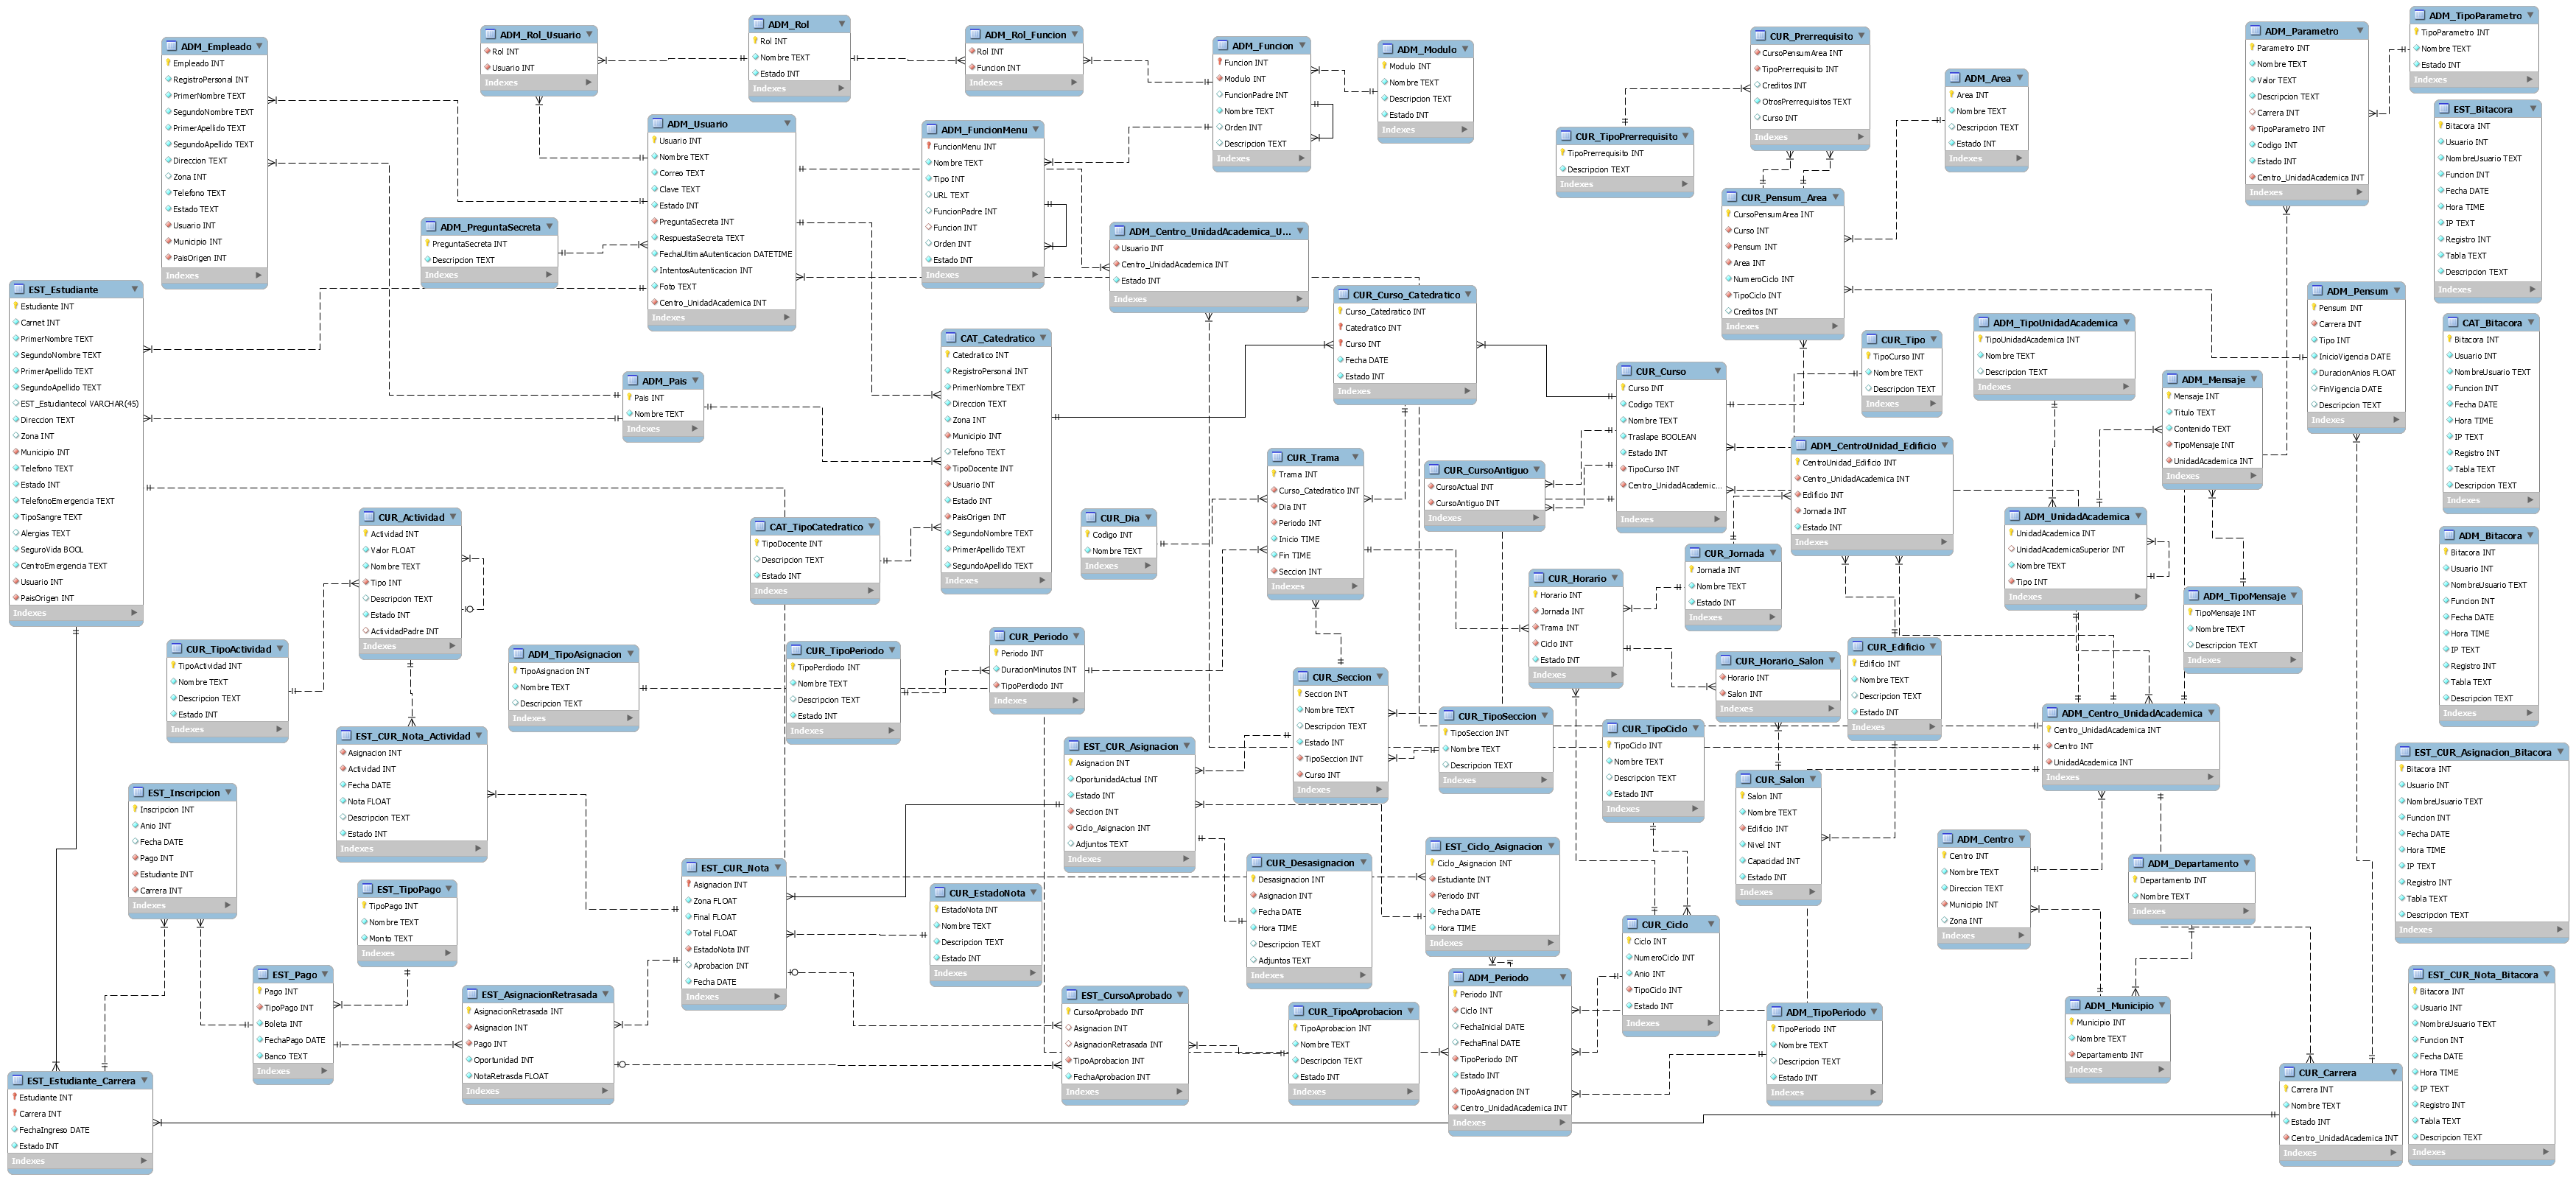 ADM_Empleado
Empleado INT
RegistroPersonal INT
PrimerNombre TEXT
SegundoNombre TEXT
PrimerApellido TEXT
SegundoApellido TEXT
Direccion TEXT
Zona INT
Telefono TEXT
Estado TEXT
Usuario INT
Municipio INT
PaisOrigen INT
Indexes
ADM_Rol_Usuario
Rol INT
Usuario INT
Indexes
ADM_Rol
Rol INT
Nombre TEXT
Estado INT
Indexes
ADM_Rol_Funcion
Rol INT
Funcion INT
Indexes
ADM_Funcion
Funcion INT
Modulo INT
FuncionPadre INT
Nombre TEXT
Orden INT
Descripcion TEXT
Indexes
ADM_Modulo
Modulo INT
Nombre TEXT
Descripcion TEXT
Estado INT
Indexes
CUR_Prerrequisito
CursoPensumArea INT
TipoPrerrequisito INT
Creditos INT
OtrosPrerrequisitos TEXT
Curso INT
Indexes
CUR_TipoPrerrequisito
TipoPrerrequisito INT
Descripcion TEXT
Indexes
ADM_Area
Area INT
Nombre TEXT
Descripcion TEXT
Estado INT
Indexes
ADM_Parametro
Parametro INT
Nombre TEXT
Valor TEXT
Descripcion TEXT
Carrera INT
TipoParametro INT
Codigo INT
Estado INT
Centro_UnidadAcademica INT
Indexes
ADM_TipoParametro
TipoParametro INT
Nombre TEXT
Estado INT
Indexes
EST_Bitacora
Bitacora INT
Usuario INT
NombreUsuario TEXT
Funcion INT
Fecha DATE
Hora TIME
IP TEXT
Registro INT
Tabla TEXT
Descripcion TEXT
Indexes
ADM_Usuario
Usuario INT
Nombre TEXT
Correo TEXT
Clave TEXT
Estado INT
PreguntaSecreta INT
RespuestaSecreta TEXT
FechaUltimaAutenticacion DATETIME
IntentosAutenticacion INT
Foto TEXT
Centro_UnidadAcademica INT
Indexes
ADM_PreguntaSecreta
PreguntaSecreta INT
Descripcion TEXT
Indexes
ADM_FuncionMenu
FuncionMenu INT
Nombre TEXT
Tipo INT
URL TEXT
FuncionPadre INT
Funcion INT
Orden INT
Estado INT
Indexes
ADM_Centro_UnidadAcademica_U...
Usuario INT
Centro_UnidadAcademica INT
Estado INT
Indexes
CUR_Pensum_Area
CursoPensumArea INT
Curso INT
Pensum INT
Area INT
NumeroCiclo INT
TipoCiclo INT
Creditos INT
Indexes
EST_Estudiante
Estudiante INT
Carnet INT
PrimerNombre TEXT
SegundoNombre TEXT
PrimerApellido TEXT
SegundoApellido TEXT
EST_Estudiantecol VARCHAR(45)
Direccion TEXT
Zona INT
Municipio INT
Telefono TEXT
Estado INT
TelefonoEmergencia TEXT
TipoSangre TEXT
Alergias TEXT
SeguroVida BOOL
CentroEmergencia TEXT
Usuario INT
PaisOrigen INT
Indexes
ADM_Pais
Pais INT
Nombre TEXT
Indexes
CAT_Catedratico
Catedratico INT
RegistroPersonal INT
PrimerNombre TEXT
Direccion TEXT
Zona INT
Municipio INT
Telefono TEXT
TipoDocente INT
Usuario INT
Estado INT
PaisOrigen INT
SegundoNombre TEXT
PrimerApellido TEXT
SegundoApellido TEXT
Indexes
CUR_Curso_Catedratico
Curso_Catedratico INT
Catedratico INT
Curso INT
Fecha DATE
Estado INT
Indexes
CUR_Curso
Curso INT
Codigo TEXT
Nombre TEXT
Traslape BOOLEAN
Estado INT
TipoCurso INT
Centro_UnidadAcademic...
Indexes
CUR_Tipo
TipoCurso INT
Nombre TEXT
Descripcion TEXT
Indexes
ADM_TipoUnidadAcademica
TipoUnidadAcademica INT
Nombre TEXT
Descripcion TEXT
Indexes
ADM_Mensaje
Mensaje INT
Titulo TEXT
Contenido TEXT
TipoMensaje INT
UnidadAcademica INT
Indexes
ADM_Pensum
Pensum INT
Carrera INT
Tipo INT
InicioVigencia DATE
DuracionAnios FLOAT
FinVigencia DATE
Descripcion TEXT
Indexes
CAT_Bitacora
Bitacora INT
Usuario INT
NombreUsuario TEXT
Funcion INT
Fecha DATE
Hora TIME
IP TEXT
Registro INT
Tabla TEXT
Descripcion TEXT
Indexes
CUR_Trama
Trama INT
Curso_Catedratico INT
Dia INT
Periodo INT
Inicio TIME
Fin TIME
Seccion INT
Indexes
CUR_CursoAntiguo
CursoActual INT
CursoAntiguo INT
Indexes
ADM_CentroUnidad_Edificio
CentroUnidad_Edificio INT
Centro_UnidadAcademica INT
Edificio INT
Jornada INT
Estado INT
Indexes
CUR_Actividad
Actividad INT
Valor FLOAT
Nombre TEXT
Tipo INT
Descripcion TEXT
Estado INT
ActividadPadre INT
Indexes
CAT_TipoCatedratico
TipoDocente INT
Descripcion TEXT
Estado INT
Indexes
CUR_Dia
Codigo INT
Nombre TEXT
Indexes
CUR_Horario
Horario INT
Jornada INT
Trama INT
Ciclo INT
Estado INT
Indexes
CUR_Jornada
Jornada INT
Nombre TEXT
Estado INT
Indexes
ADM_UnidadAcademica
UnidadAcademica INT
UnidadAcademicaSuperior INT
Nombre TEXT
Tipo INT
Indexes
ADM_TipoMensaje
TipoMensaje INT
Nombre TEXT
Descripcion TEXT
Indexes
ADM_Bitacora
Bitacora INT
Usuario INT
NombreUsuario TEXT
Funcion INT
Fecha DATE
Hora TIME
IP TEXT
Registro INT
Tabla TEXT
Descripcion TEXT
Indexes
CUR_TipoActividad
TipoActividad INT
Nombre TEXT
Descripcion TEXT
Estado INT
Indexes
ADM_TipoAsignacion
TipoAsignacion INT
Nombre TEXT
Descripcion TEXT
Indexes
CUR_TipoPeriodo
TipoPerdiodo INT
Nombre TEXT
Descripcion TEXT
Estado INT
Indexes
CUR_Periodo
Periodo INT
DuracionMinutos INT
TipoPerdiodo INT
Indexes
CUR_Seccion
Seccion INT
Nombre TEXT
Descripcion TEXT
Estado INT
TipoSeccion INT
Curso INT
Indexes
CUR_Horario_Salon
Horario INT
Salon INT
Indexes
CUR_Edificio
Edificio INT
Nombre TEXT
Descripcion TEXT
Estado INT
Indexes
EST_CUR_Nota_Actividad
Asignacion INT
Actividad INT
Fecha DATE
Nota FLOAT
Descripcion TEXT
Estado INT
Indexes
EST_CUR_Asignacion
Asignacion INT
OportunidadActual INT
Estado INT
Seccion INT
Ciclo_Asignacion INT
Adjuntos TEXT
Indexes
CUR_TipoSeccion
TipoSeccion INT
Nombre TEXT
Descripcion TEXT
Indexes
CUR_TipoCiclo
TipoCiclo INT
Nombre TEXT
Descripcion TEXT
Estado INT
Indexes
CUR_Salon
Salon INT
Nombre TEXT
Edificio INT
Nivel INT
Capacidad INT
Estado INT
Indexes
ADM_Centro_UnidadAcademica
Centro_UnidadAcademica INT
Centro INT
UnidadAcademica INT
Indexes
EST_CUR_Asignacion_Bitacora
Bitacora INT
Usuario INT
NombreUsuario TEXT
Funcion INT
Fecha DATE
Hora TIME
IP TEXT
Registro INT
Tabla TEXT
Descripcion TEXT
Indexes
EST_Inscripcion
Inscripcion INT
Anio INT
Fecha DATE
Pago INT
Estudiante INT
Carrera INT
Indexes
EST_TipoPago
TipoPago INT
Nombre TEXT
Monto TEXT
Indexes
EST_CUR_Nota
Asignacion INT
Zona FLOAT
Final FLOAT
Total FLOAT
EstadoNota INT
Aprobacion INT
Fecha DATE
Indexes
CUR_EstadoNota
EstadoNota INT
Nombre TEXT
Descripcion TEXT
Estado INT
Indexes
CUR_Desasignacion
Desasignacion INT
Asignacion INT
Fecha DATE
Hora TIME
Descripcion TEXT
Adjuntos TEXT
Indexes
EST_Ciclo_Asignacion
Ciclo_Asignacion INT
Estudiante INT
Periodo INT
Fecha DATE
Hora TIME
Indexes
CUR_Ciclo
Ciclo INT
NumeroCiclo INT
Anio INT
TipoCiclo INT
Estado INT
Indexes
ADM_Centro
Centro INT
Nombre TEXT
Direccion TEXT
Municipio INT
Zona INT
Indexes
ADM_Departamento
Departamento INT
Nombre TEXT
Indexes
EST_Pago
Pago INT
TipoPago INT
Boleta INT
FechaPago DATE
Banco TEXT
Indexes
EST_AsignacionRetrasada
AsignacionRetrasada INT
Asignacion INT
Pago INT
Oportunidad INT
NotaRetrasda FLOAT
Indexes
EST_CursoAprobado
CursoAprobado INT
Asignacion INT
AsignacionRetrasada INT
TipoAprobacion INT
FechaAprobacion INT
Indexes
CUR_TipoAprobacion
TipoAprobacion INT
Nombre TEXT
Descripcion TEXT
Estado INT
Indexes
ADM_Periodo
Periodo INT
Ciclo INT
FechaInicial DATE
FechaFinal DATE
TipoPeriodo INT
Estado INT
TipoAsignacion INT
Centro_UnidadAcademica INT
Indexes
ADM_TipoPeriodo
TipoPeriodo INT
Nombre TEXT
Descripcion TEXT
Estado INT
Indexes
ADM_Municipio
Municipio INT
Nombre TEXT
Departamento INT
Indexes
EST_CUR_Nota_Bitacora
Bitacora INT
Usuario INT
NombreUsuario TEXT
Funcion INT
Fecha DATE
Hora TIME
IP TEXT
Registro INT
Tabla TEXT
Descripcion TEXT
Indexes
EST_Estudiante_Carrera
Estudiante INT
Carrera INT
FechaIngreso DATE
Estado INT
Indexes
CUR_Carrera
Carrera INT
Nombre TEXT
Estado INT
Centro_UnidadAcademica INT
Indexes